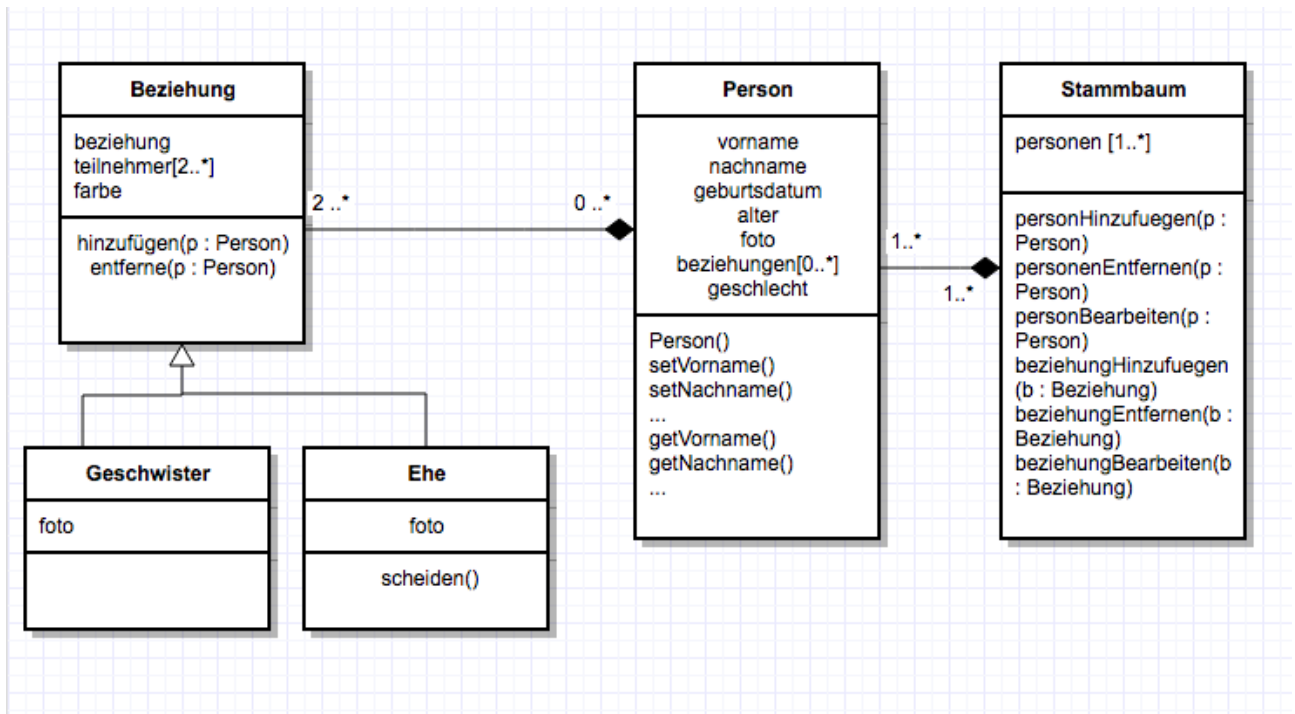 Beziehung
beziehung
teilnehmer[2..*]
farbe
hinzufügen(p : Person)
entferne(p : Person)
2 ..*
0 ..*
Person
vorname
nachname
geburtsdatum
alter
foto
beziehungen[0..*]
geschlecht
Person()
setVorname()
setNachname()
...
getVorname()
getNachname()
...
1..*
1..*
Stammbaum
personen [1..*]
personHinzufuegen(p :
Person)
personenEntfernen(p :
Person)
personBearbeiten(p :
Person)
beziehungHinzufuegen
(b : Beziehung)
beziehungEntfernen(b :
Beziehung)
beziehungBearbeiten(b
: Beziehung)
Geschwister
foto
Ehe
foto
scheiden()